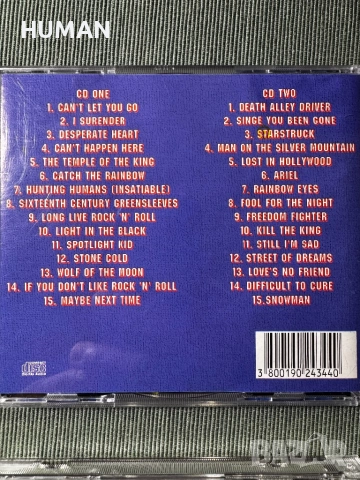 HUMAN
CD ONE
1. CAN'T LET YOU GO
2. I SURENDER
3. DESPERATE HEART
4. CAN'T HAPPEN HERE
5. THE TEMPLE OF THE KING
6. CATCH THE RAINBOW
7. HUNTING HUMANS (INSATIABLE)
8. SIXTEENTH CENTURY GREENSLEEVES
9. LONG LIVE ROCK 'N' ROLL
10. LIGHT IN THE BLACK
11. SPOTLIGHT KID
12. STONE COLD
13. WOLF OF THE MOON
14. IF YOU DON'T LIKE ROCK 'N' ROLL
15. MAYBE NEXT TIME
CD TWO
1. DEATH ALLEY DRIVER
2. SINGE YOU BEEN GONE
3. STARSTRUCK
4. MAN ON THE SILVER MOUNTAIN
5. LOST IN HOLLYWOOD
6. ARIEL
7. RAINBOW EYES
8. FOOL FOR THE NIGHT
9. FREEDOM FIGHTER
10. KILL THE KING
11. STILL I'M SAD
12. STREET OF DREAMS
13. LOVE'S NO FRIEND
14. DIFFICULT TO CURE
15. SNOWMAN
3 800190 243440